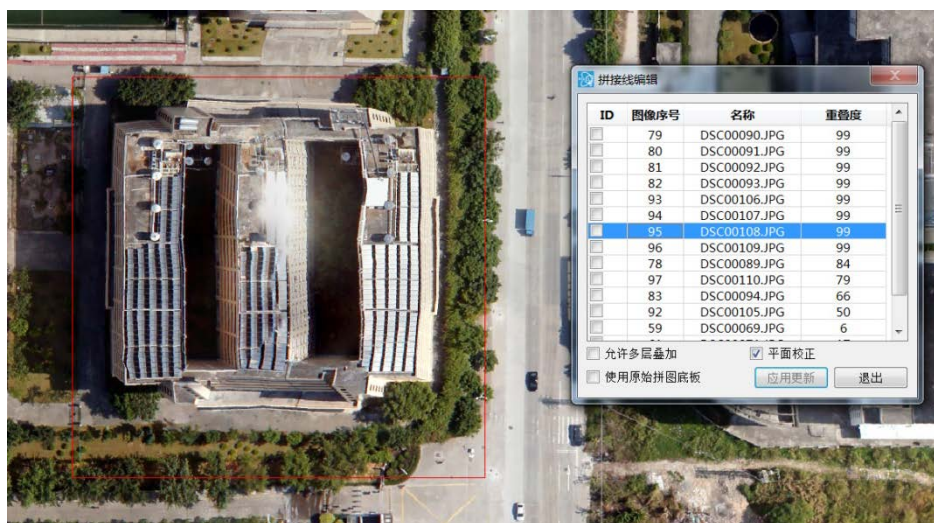 拼接线编辑
ID 图像序号 名称 重叠度
79 DSC00090.JPG 99
80 DSC00091.JPG 99
81 DSC00092.JPG 99
82 DSC00093.JPG 99
93 DSC00106.JPG 99
94 DSC00107.JPG 99
95 DSC00108.JPG 99
96 DSC00109.JPG 99
78 DSC00089.JPG 84
97 DSC00110.JPG 79
83 DSC00094.JPG 66
92 DSC00105.JPG 50
59 DSC00069.JPG 6
允许多层叠加 平面校正
使用原始拼图底板 应用更新 退出